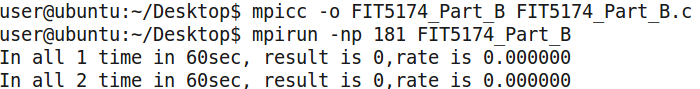 user@ubuntu:~/Desktop$ mpicc -o FIT5174_Part_B FIT5174_Part_B.c
user@ubuntu:~/Desktop$ mpirun -np 181 FIT5174_Part_B
In all 1 time in 60sec, result is 0,rate is 0.000000
In all 2 time in 60sec, result is 0,rate is 0.000000